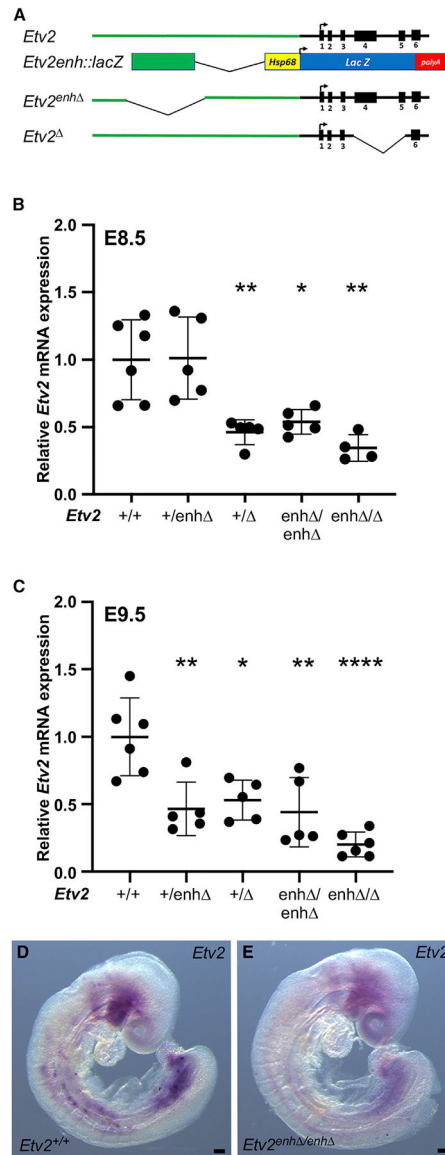 A
Etv2
1 2 3 4 5 6
Etv2enh::lacZ
Hsp68 Lac Z polyA
Etv2enhΔ
1 2 3 4 5 6
Etv2Δ
1 2 3 6
B
E8.5
Relative Etv2 mRNA expression
2.0
1.5
1.0
0.5
0.0
** * **
Etv2 +/+ +/enhΔ +/Δ enhΔ/ enhΔ/Δ
enhΔ
C
E9.5
Relative Etv2 mRNA expression
2.0
1.5
1.0
0.5
0.0
** * ** ****
Etv2 +/+ +/enhΔ +/Δ enhΔ/ enhΔ/Δ
enhΔ
D Etv2
Etv2+/+
E Etv2
Etv2enhΔ/enhΔ